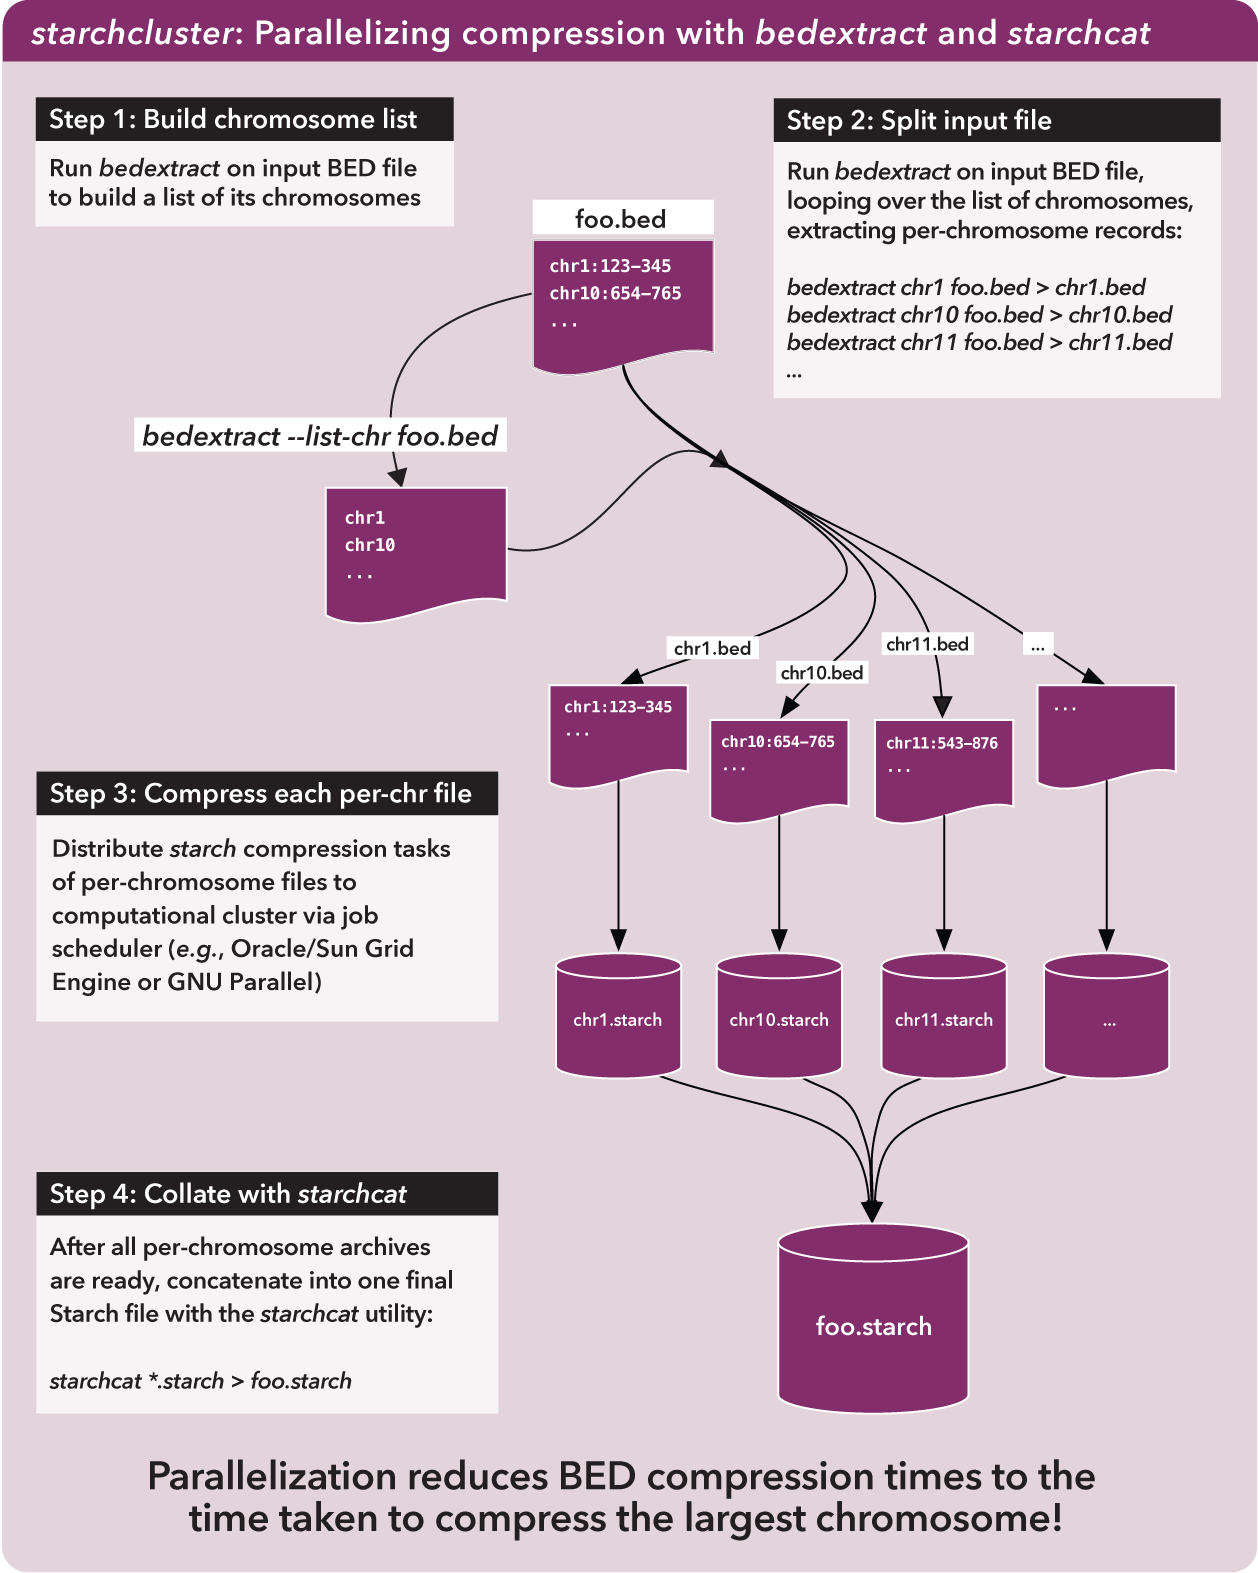 starchcluster: Parallelizing compression with bedextract and starchcat
Step 1: Build chromosome list
Run bedextract on input BED file
to build a list of its chromosomes
Step 2: Split input file
Run bedextract on input BED file,
looping over the list of chromosomes,
extracting per-chromosome records:
bedextract chr1 foo.bed > chr1.bed
bedextract chr10 foo.bed > chr10.bed
bedextract chr11 foo.bed > chr11.bed
...
foo.bed
chr1:123–345
chr10:654–765
...
bedextract --list-chr foo.bed
chr1
chr10
...
chr1.bed
chr10.bed
chr11.bed
...
chr1:123–345
...
chr10:654–765
...
chr11:543–876
...
...
Step 3: Compress each per-chr file
Distribute starch compression tasks
of per-chromosome files to
computational cluster via job
scheduler (e.g., Oracle/Sun Grid
Engine or GNU Parallel)
chr1.starch
chr10.starch
chr11.starch
...
Step 4: Collate with starchcat
After all per-chromosome archives
are ready, concatenate into one final
Starch file with the starchcat utility:
starchcat *.starch > foo.starch
foo.starch
Parallelization reduces BED compression times to the
time taken to compress the largest chromosome!